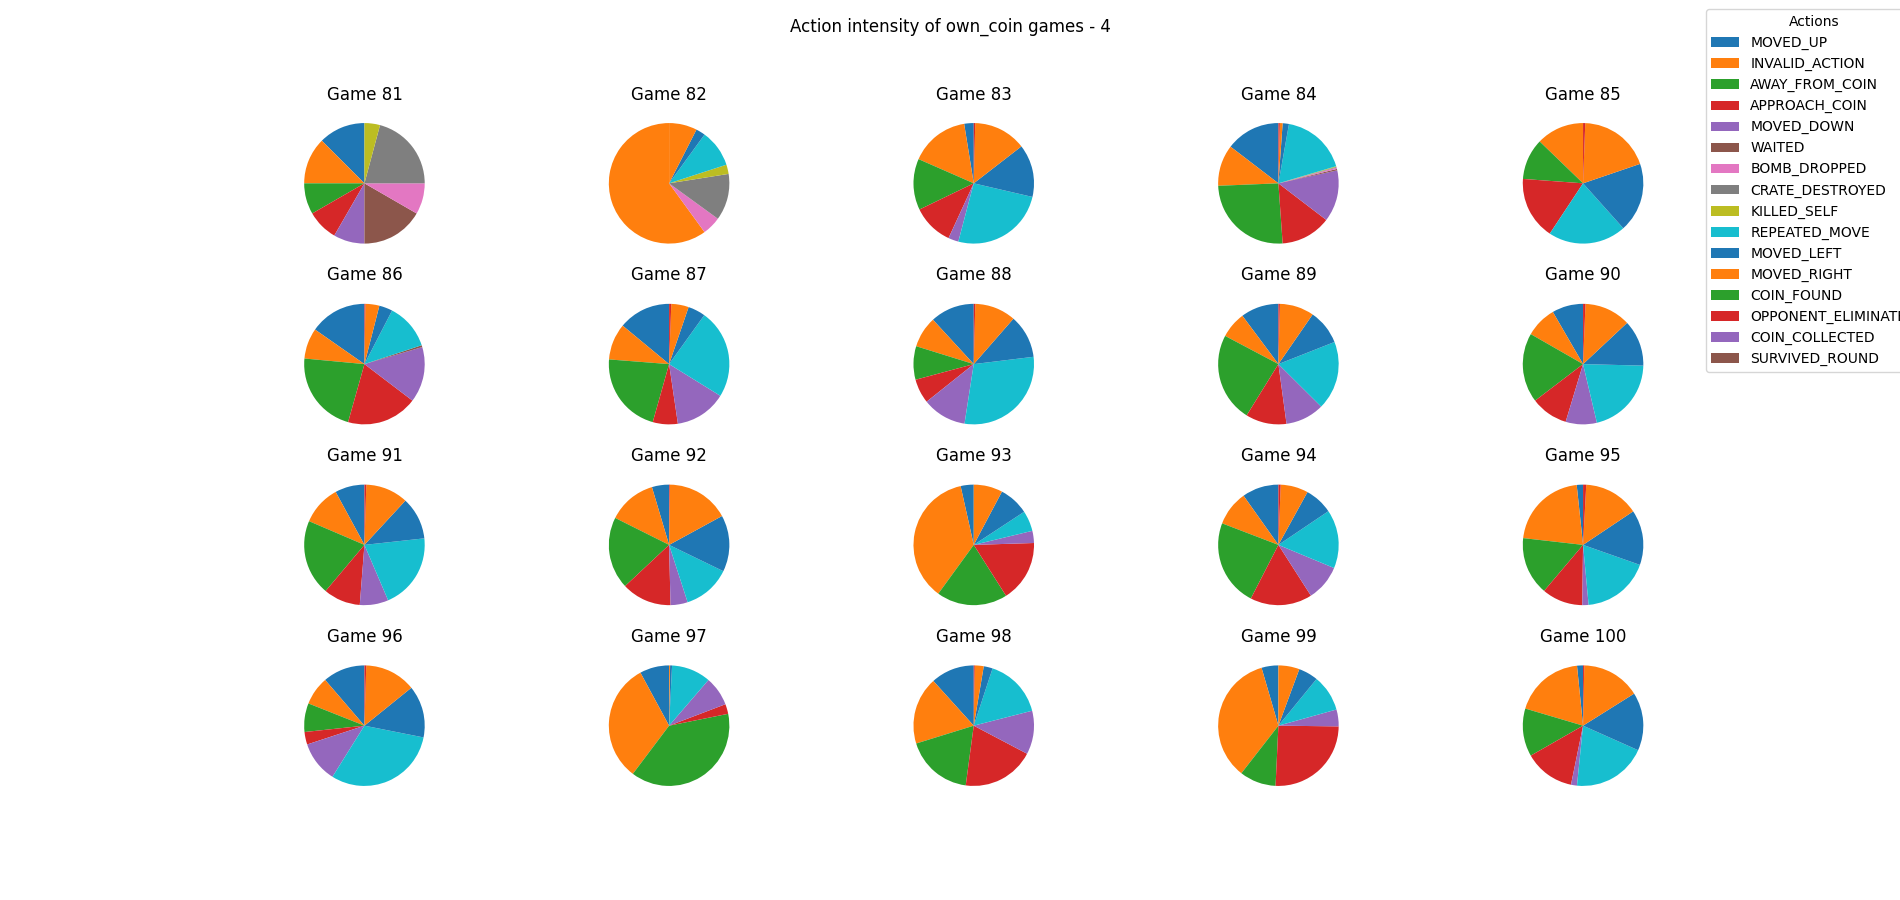 Action intensity of own_coin games - 4
Actions
MOVED_UP
INVALID_ACTION
AWAY_FROM_COIN
APPROACH_COIN
MOVED_DOWN
WAITED
BOMB_DROPPED
CRATE_DESTROYED
KILLED_SELF
REPEATED_MOVE
MOVED_LEFT
MOVED_RIGHT
COIN_FOUND
OPPONENT_ELIMINATI
COIN_COLLECTED
SURVIVED_ROUND
Game 81
Game 82
Game 83
Game 84
Game 85
Game 86
Game 87
Game 88
Game 89
Game 90
Game 91
Game 92
Game 93
Game 94
Game 95
Game 96
Game 97
Game 98
Game 99
Game 100